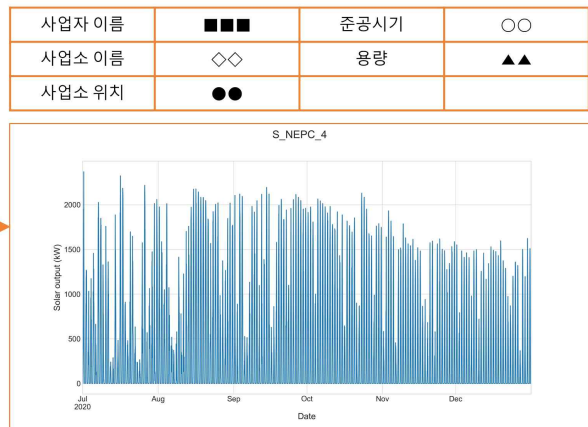 사업자 이름 ■■■ 준공시기 ○○
사업소 이름 ◇◇ 용량 ▲▲
사업소 위치 ●●
S_NEPC_4
2000
1500
1000
500
0
Solar output (kW)
Jul Aug Sep Oct Nov Dec
2020
Date